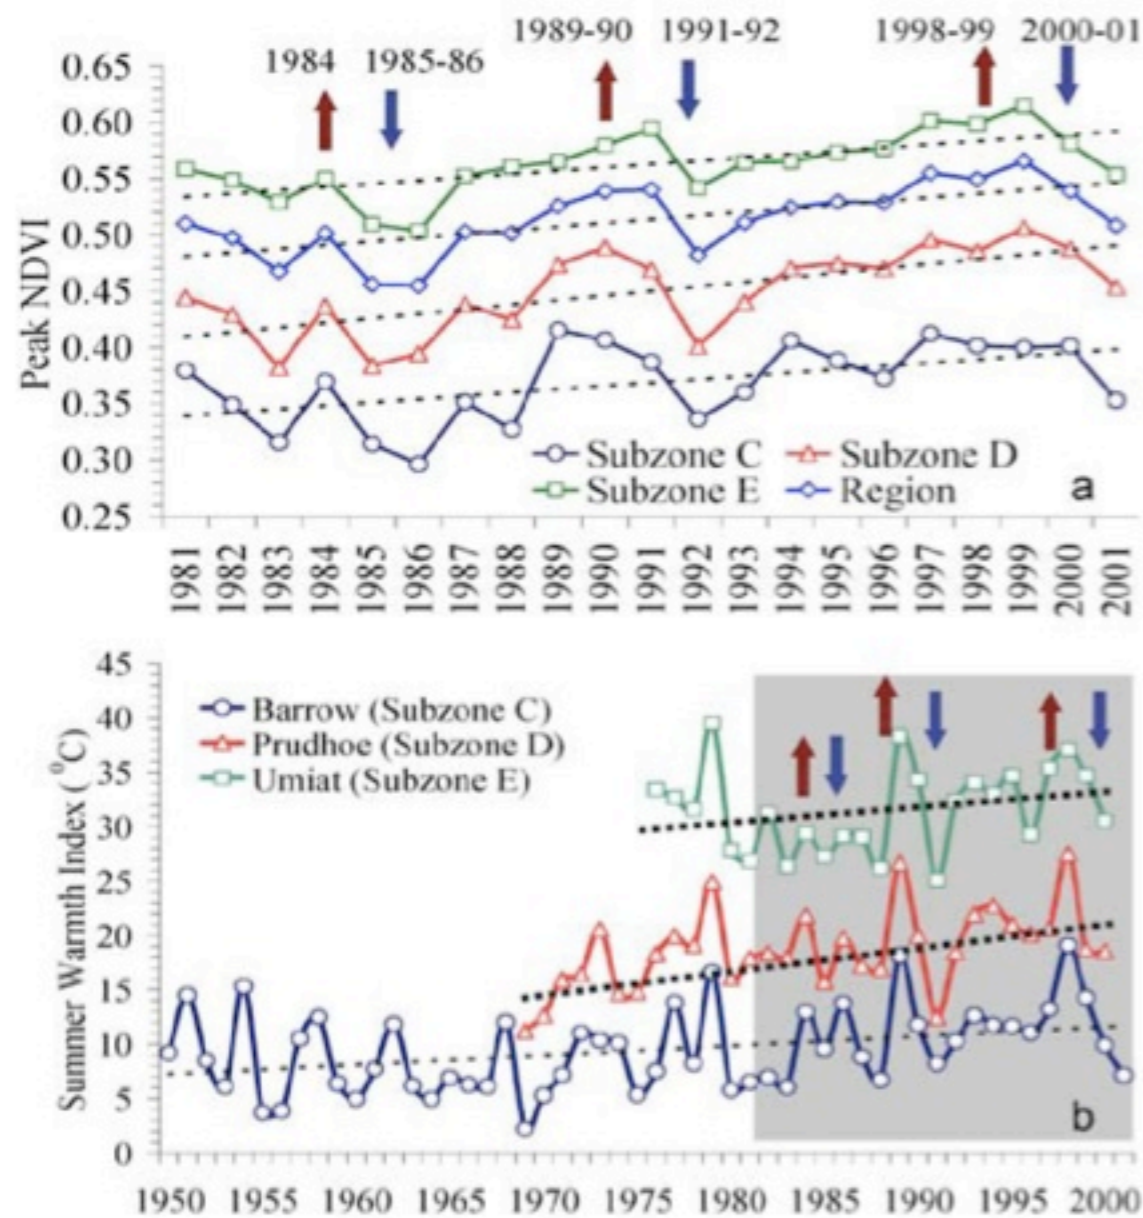 1984 1985-86 1989-90 1991-92 1998-99 2000-01
0.65
0.60
0.55
0.50
0.45
0.40
0.35
0.30
0.25
Peak NDVI
Subzone C Subzone D
Subzone E Region
a
1981 1982 1983 1984 1985 1986 1987 1988 1989 1990 1991 1992 1993 1994 1995 1996 1997 1998 1999 2000 2001
45
40
35
30
25
20
15
10
5
0
Summer Warmth Index (⁰C)
Barrow (Subzone C)
Prudhoe (Subzone D)
Umiat (Subzone E)
b
1950 1955 1960 1965 1970 1975 1980 1985 1990 1995 2000